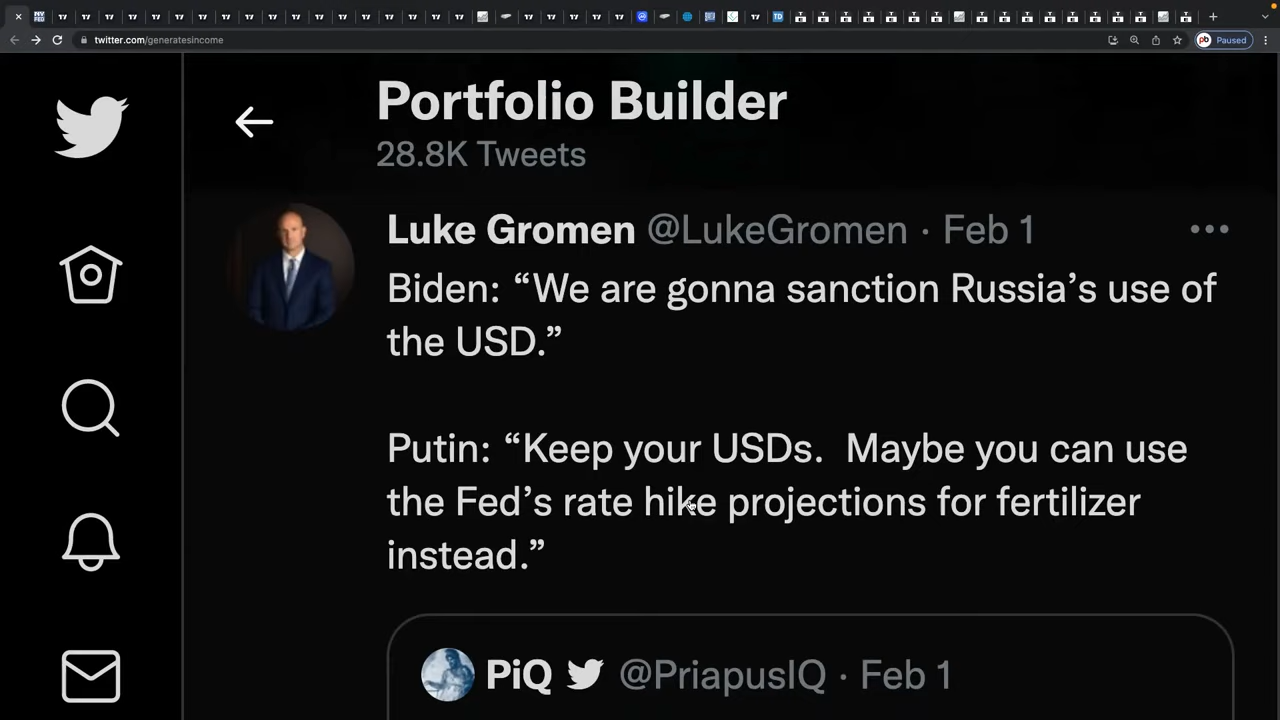 twitter.com/generatesincome
Paused
Portfolio Builder
28.8K Tweets
Luke Gromen @LukeGromen · Feb 1
Biden: “We are gonna sanction Russia’s use of
the USD.”
Putin: “Keep your USDs.  Maybe you can use
the Fed’s rate hike projections for fertilizer
instead.”
PiQ @PriapusIQ · Feb 1